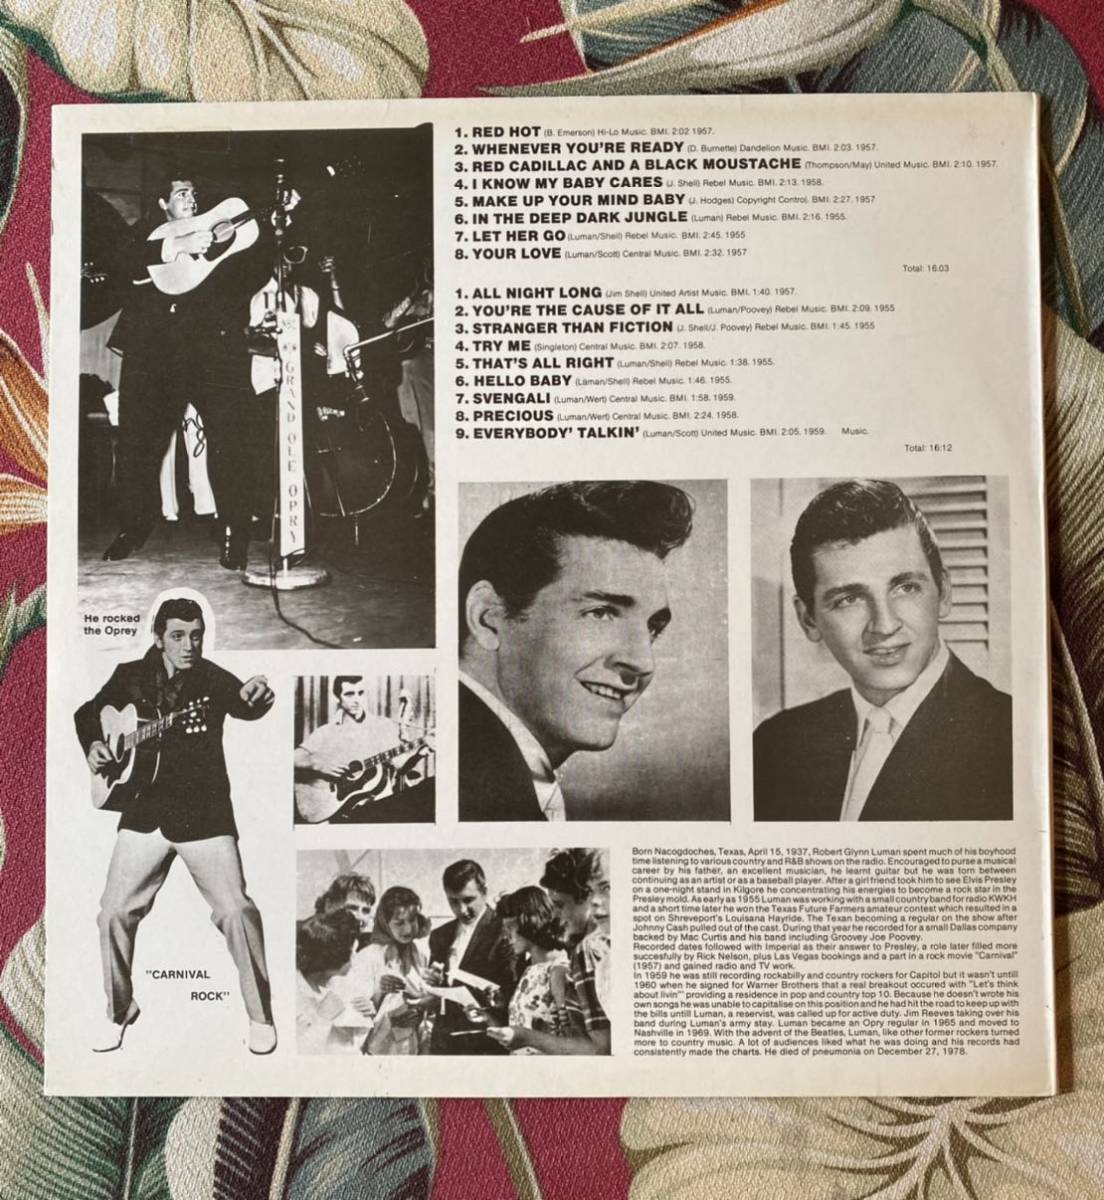 1. RED HOT (B. Emerson) Hi-Lo Music. BMI. 2:02 1957.
2. WHENEVER YOU'RE READY (D. Burnette) Dandelion Music. BMI. 2:03. 1957.
3. RED CADILLAC AND A BLACK MOUSTACHE (Thompson/May) United Music. BMI. 2:10. 1957.
4. I KNOW MY BABY CARES (J. Shell) Rebel Music. BMI. 2:13. 1958.
5. MAKE UP YOUR MIND BABY (J. Hodges) Copyright Control. BMI. 2:27. 1957
6. IN THE DEEP DARK JUNGLE (Luman) Rebel Music. BMI. 2:16. 1955.
7. LET HER GO (Luman/Shell) Rebel Music. BMI. 2:45. 1955
8. YOUR LOVE (Luman/Scott) Central Music. BMI. 2:32. 1957
Total: 16.03
1. ALL NIGHT LONG (Jim Shell) United Artist Music. BMI. 1:40. 1957.
2. YOU'RE THE CAUSE OF IT ALL (Luman/Poovey) Rebel Music. BMI. 2:09. 1955
3. STRANGER THAN FICTION (J. Shell/J. Poovey) Rebel Music. BMI. 1:45. 1955
4. TRY ME (Singleton) Central Music. BMI. 2:07. 1958.
5. THAT'S ALL RIGHT (Luman/Shell) Rebel Music. 1:38. 1955.
6. HELLO BABY (Laman/Shell) Rebel Music. 1:46. 1955.
7. SVENGALI (Luman/Wert) Central Music. BMI. 1:58. 1959.
8. PRECIOUS (Luman/Wert) Central Music. BMI. 2:24. 1958.
9. EVERYBODY' TALKIN' (Luman/Scott) United Music. BMI. 2:05. 1959. Music.
Total: 16:12
GRAND OLE OPRY
He rocked
the Oprey
"CARNIVAL
ROCK"
Born Nacogdoches, Texas, April 15, 1937, Robert Glynn Luman spent much of his boyhood
time listening to various country and R&B shows on the radio. Encouraged to purse a musical
career by his father, an excellent musician, he learnt guitar but he was torn between
continuing as an artist or as a baseball player. After a girl friend took him to see Elvis Presley
on a one-night stand in Kilgore he concentrating his energies to become a rock star in the
Presley mold. As early as 1955 Luman was working with a small country band for radio KWKH
and a short time later he won the Texas Future Farmers amateur contest which resulted in a
spot on Shreveport's Louisana Hayride. The Texan becoming a regular on the show after
Johnny Cash pulled out of the cast. During that year he recorded for a small Dallas company
backed by Mac Curtis and his band including Groovey Joe Poovey.
Recorded dates followed with Imperial as their answer to Presley, a role later filled more
succesfully by Rick Nelson, plus Las Vegas bookings and a part in a rock movie "Carnival"
(1957) and gained radio and TV work.
In 1959 he was still recording rockabilly and country rockers for Capitol but it wasn't until
1960 when he signed for Warner Brothers that a real breakout occured with "Let's think
about livin'" providing a residence in pop and country top 10. Because he doesn't wrote his
own songs he was unable to capitalise on this position and he had hit the road to keep up with
the bills untill Luman, a reservist, was called up for active duty. Jim Reeves taking over his
band during Luman's army stay. Luman became an Opry regular in 1965 and moved to
Nashville in 1969. With the advent of the Beatles, Luman, like other former rockers turned
more to country music. A lot of audiences liked what he was doing and his records had
consistently made the charts. He died of pneumonia on December 27, 1978.